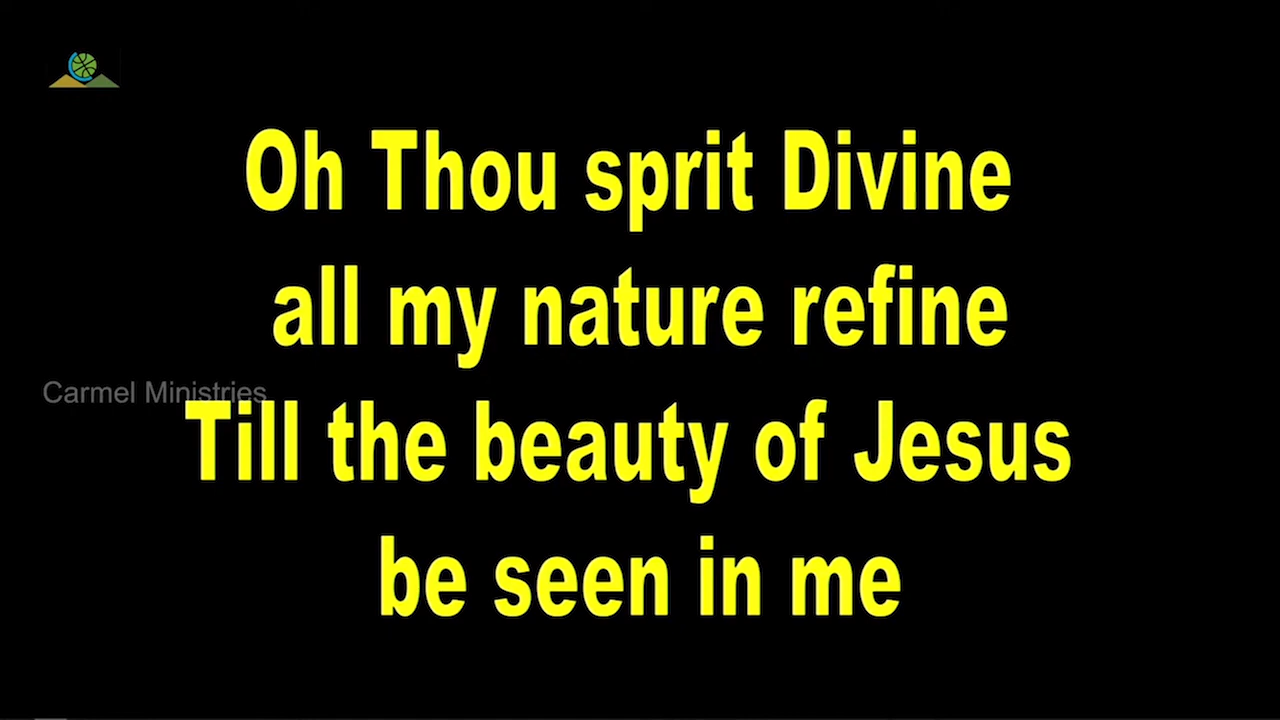 Oh Thou sprit Divine
all my nature refine
Carmel Ministries
Till the beauty of Jesus
be seen in me